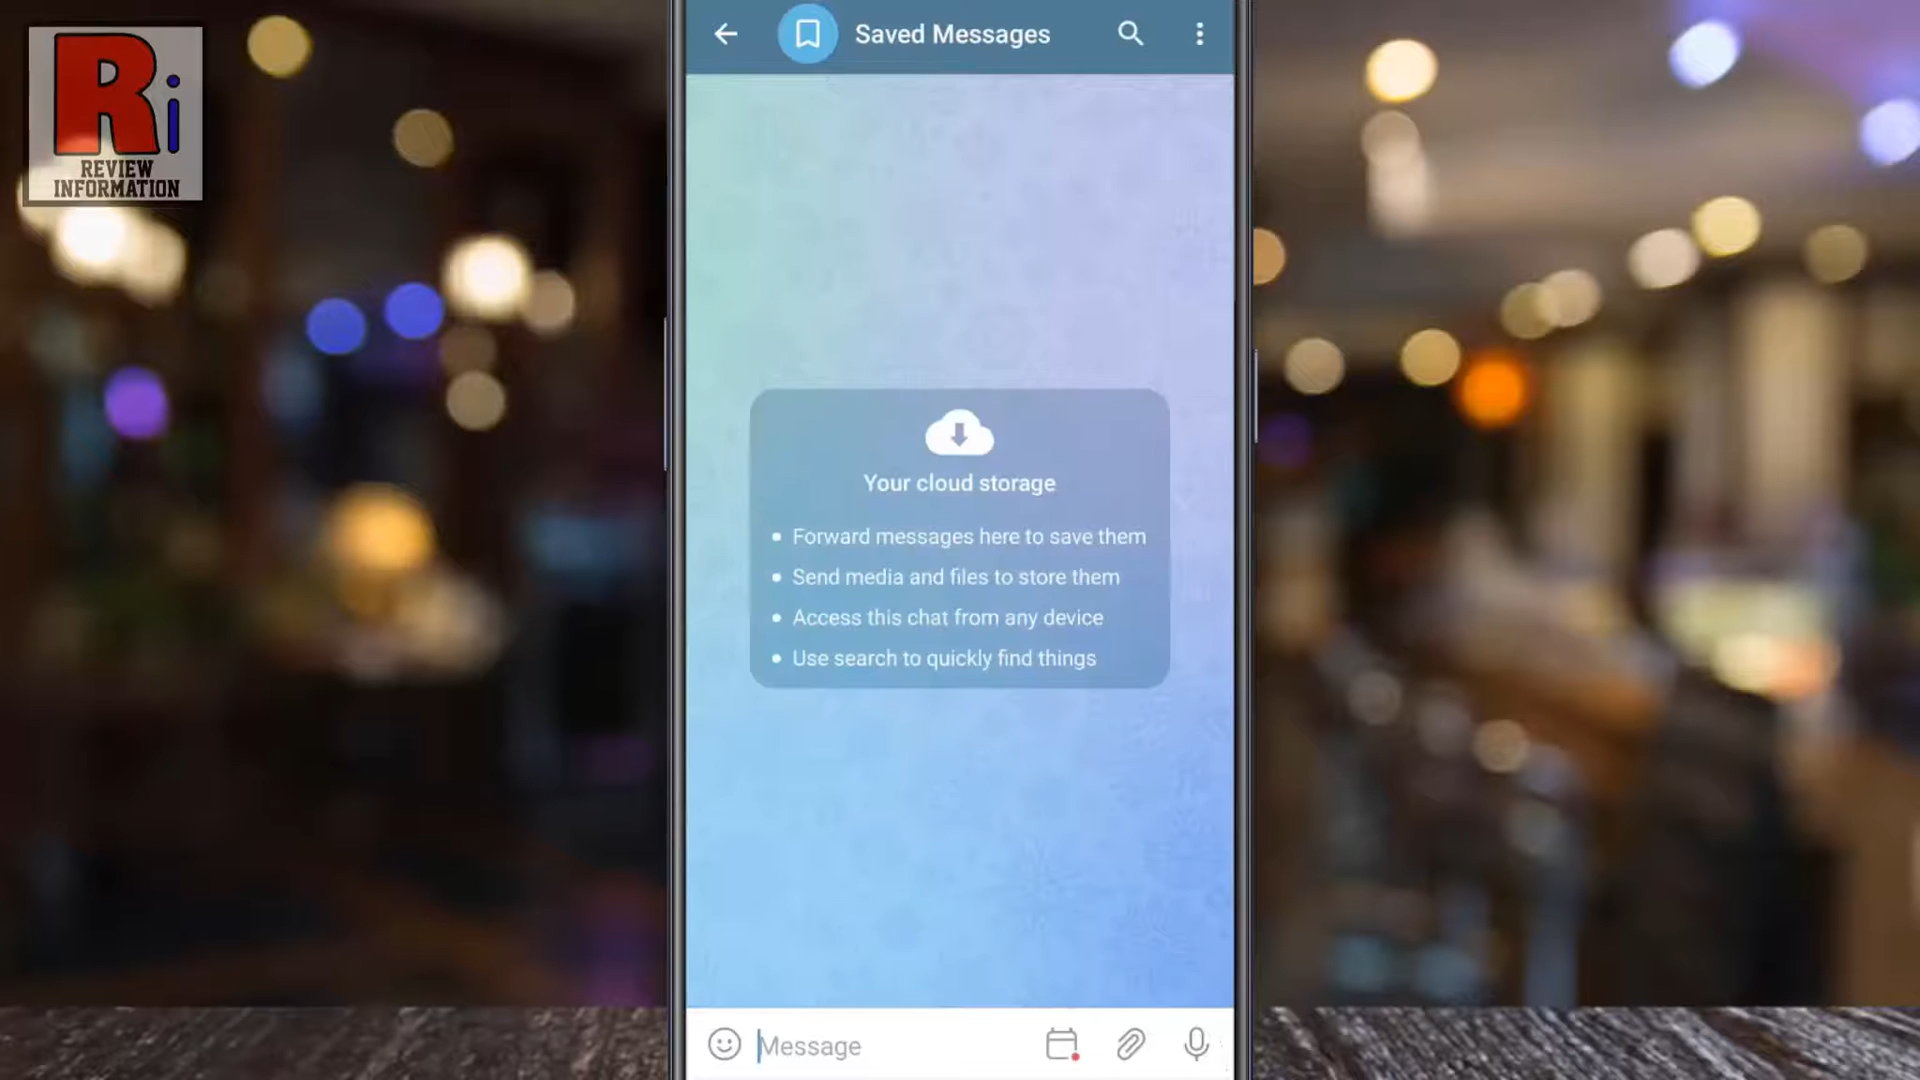 Ri
REVIEW
INFORMATION
Saved Messages
Your cloud storage
• Forward messages here to save them
• Send media and files to store them
• Access this chat from any device
• Use search to quickly find things
Message